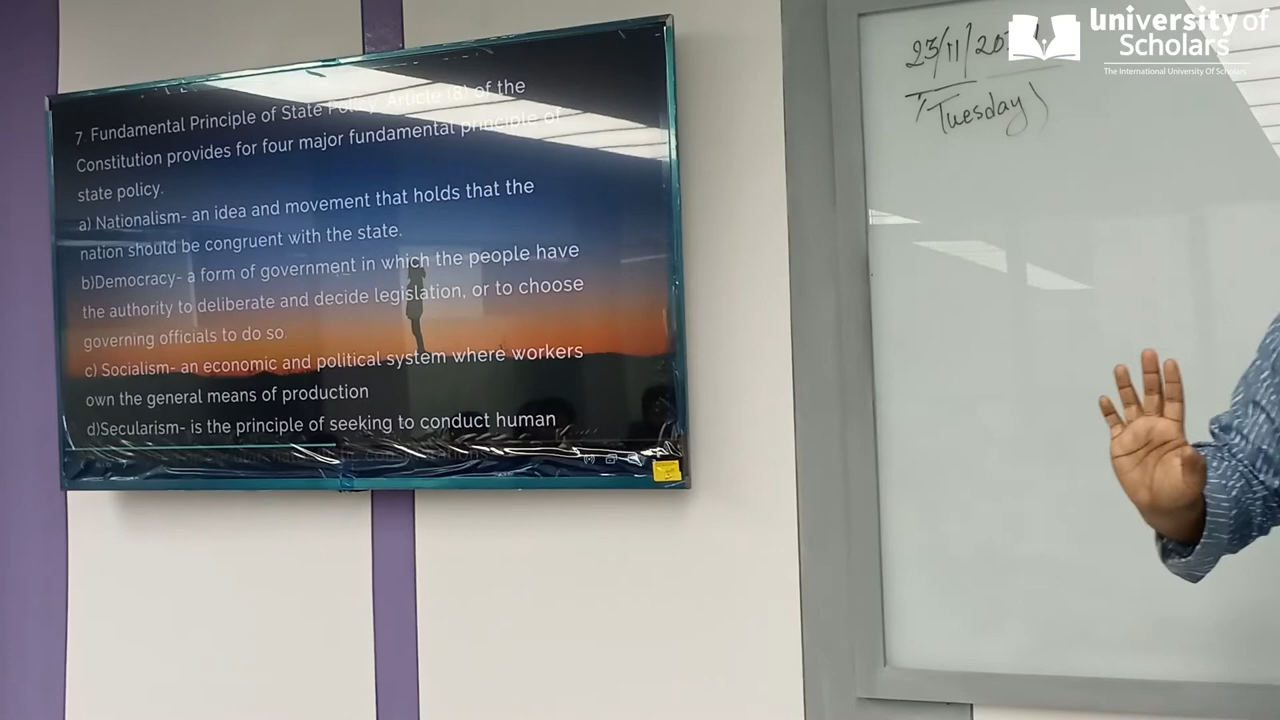 7. Fundamental Principle of State Policy: Article (8) of the
Constitution provides for four major fundamental principle of
state policy.
a) Nationalism- an idea and movement that holds that the
nation should be congruent with the state.
b)Democracy- a form of government in which the people have
the authority to deliberate and decide legislation, or to choose
governing officials to do so.
c) Socialism- an economic and political system where workers
own the general means of production
d)Secularism- is the principle of seeking to conduct human
23/11/20
(Tuesday)
university of
Scholars
The International University Of Scholars